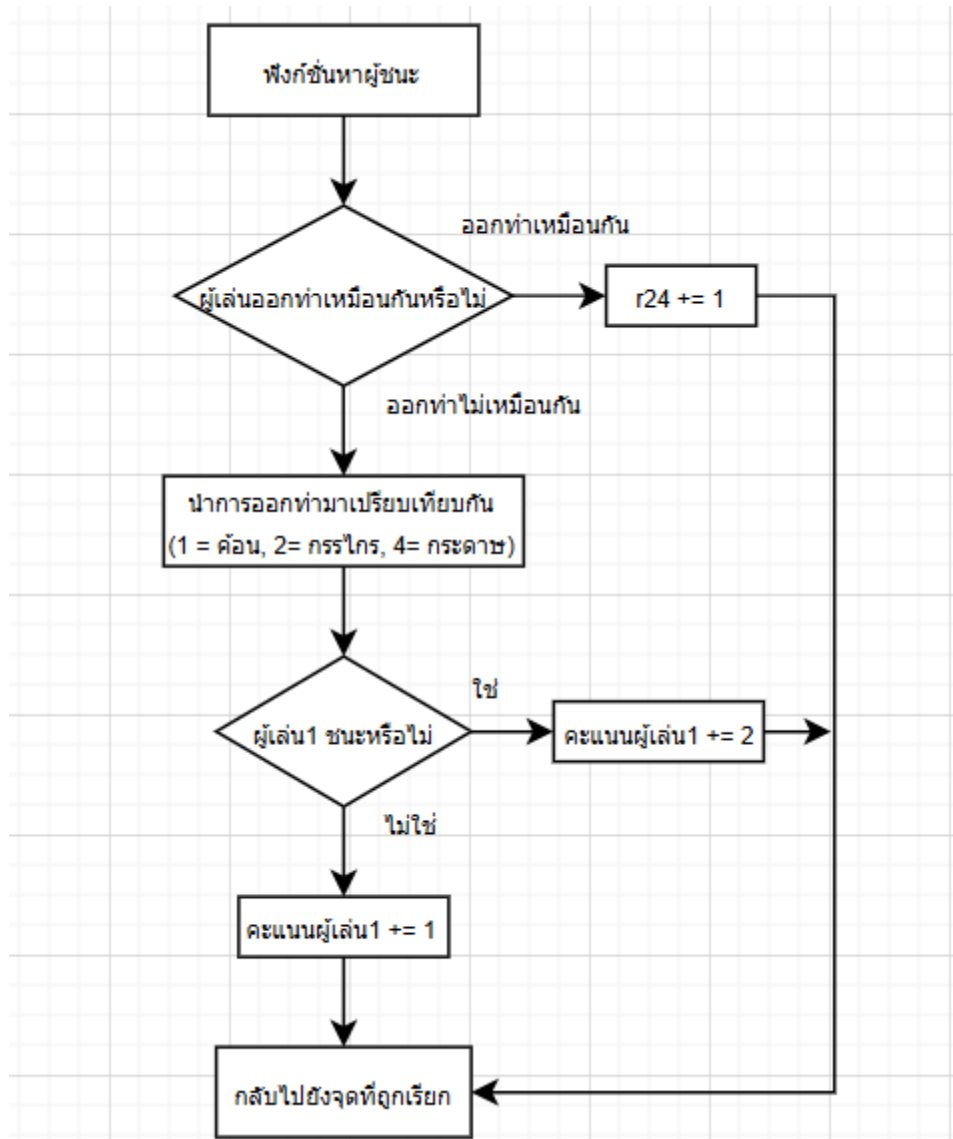 ฟังก์ชั่นหาผู้ชนะ
ออกท่าเหมือนกัน
ผู้เล่นออกท่าเหมือนกันหรือไม่
r24 += 1
ออกท่าไม่เหมือนกัน
นำการออกท่ามาเปรียบเทียบกัน
(1 = ค้อน, 2= กรรไกร, 4= กระดาษ)
ใช่
ผู้เล่น1 ชนะหรือไม่
คะแนนผู้เล่น1 += 2
ไม่ใช่
คะแนนผู้เล่น1 += 1
กลับไปยังจุดที่ถูกเรียก